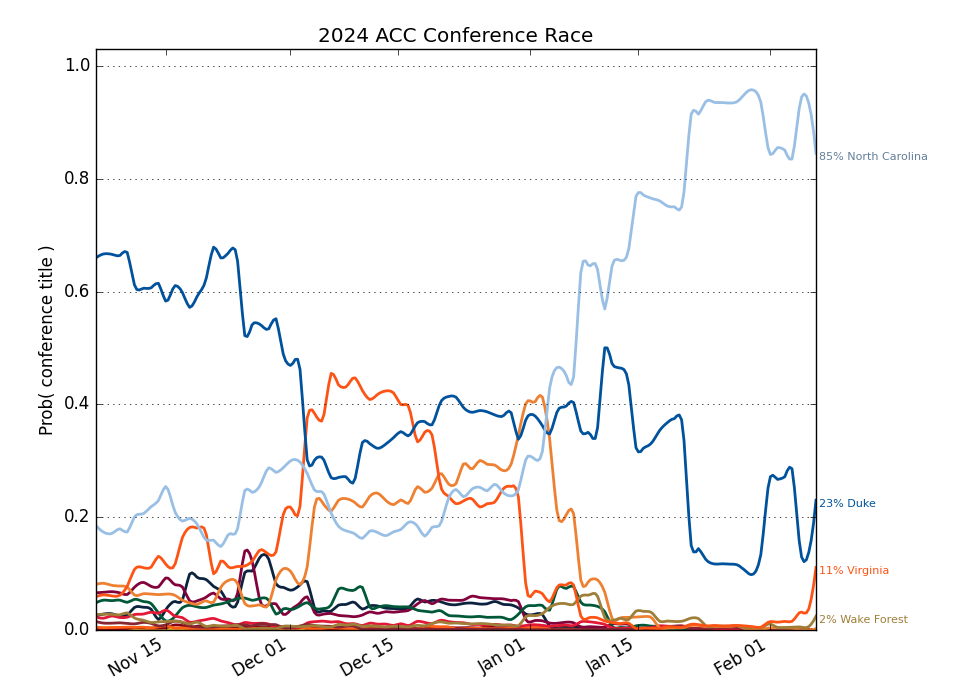 2024 ACC Conference Race
Prob( conference title )
1.0
0.8
0.6
0.4
0.2
0.0
85% North Carolina
23% Duke
11% Virginia
2% Wake Forest
Nov 15
Dec 01
Dec 15
Jan 01
Jan 15
Feb 01